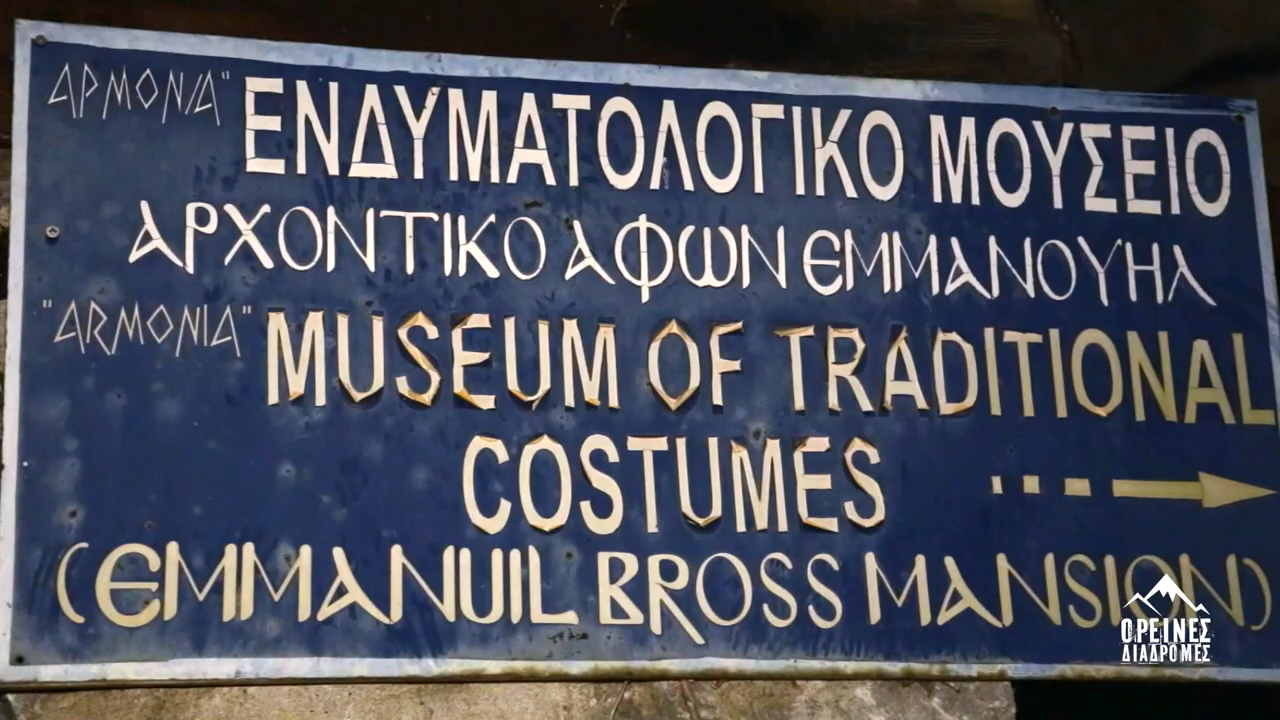 ΑΡΜΟΝΙΑ" ΕΝΔΥΜΑΤΟΛΟΓΙΚΟ ΜΟΥΣΕΙΟ
ΑΡΧΟΝΤΙΚΟ ΑΦΩΝ ΕΜΜΑΝΟΥΗΛ
"ARMONIA" MUSEUM OF TRADITIONAL
COSTUMES
(EMMANUIL BROSS MANSION)
ΟΡΕΙΝΕΣ
ΔΙΑΔΡΟΜΕΣ